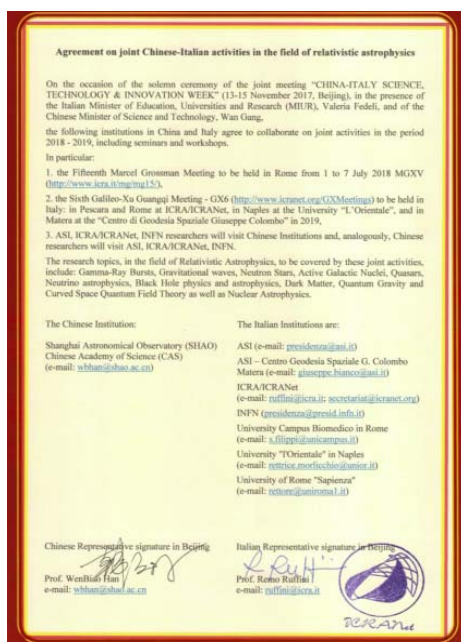 Agreement on joint Chinese-Italian activities in the field of relativistic astrophysics
On the occasion of the solemn ceremony of the joint meeting "CHINA-ITALY SCIENCE,
TECHNOLOGY & INNOVATION WEEK" (13-15 November 2017, Beijing), in the presence of
the Italian Minister of Education, Universities and Research (MIUR), Valeria Fedeli, and of the
Chinese Minister of Science and Technology, Wan Gang,
the following institutions in China and Italy agree to collaborate on joint activities in the period
2018 - 2019, including seminars and workshops.
In particular:
1. the Fifteenth Marcel Grossman Meeting to be held in Rome from 1 to 7 July 2018 MGXV
(http://www.icra.it/mg/mg15/),
2. the Sixth Galileo-Xu Guangqi Meeting - GX6 (http://www.icranet.org/GXMeetings) to be held in
Italy: in Pescara and Rome at ICRA/ICRANet, in Naples at the University "L'Orientale", and in
Matera at the "Centro di Geodesia Spaziale Giuseppe Colombo" in 2019,
3. ASI, ICRA/ICRANet, INFN researchers will visit Chinese Institutions and, analogously, Chinese
researchers will visit ASI, ICRA/ICRANet, INFN.
The research topics, in the field of Relativistic Astrophysics, to be covered by these joint activities,
include: Gamma-Ray Bursts, Gravitational waves, Neutron Stars, Active Galactic Nuclei, Quasars,
Neutrino astrophysics, Black Hole physics and astrophysics, Dark Matter, Quantum Gravity and
Curved Space Quantum Field Theory as well as Nuclear Astrophysics.
The Chinese Institution:
Shanghai Astronomical Observatory (SHAO)
Chinese Academy of Science (CAS)
(e-mail: wbhan@shao.ac.cn)
The Italian Institutions are:
ASI (e-mail: presidenza@asi.it)
ASI – Centro Geodesia Spaziale G. Colombo
Matera (e-mail: giuseppe.bianco@asi.it)
ICRA/ICRANet
(e-mail: ruffini@icra.it; secretariat@icranet.org)
INFN (presidenza@presid.infn.it)
University Campus Biomedico in Rome
(e-mail: s.filippi@unicampus.it)
University "l'Orientale" in Naples
(e-mail: rettrice.morlicchie@unior.it)
University of Rome "Sapienza"
(e-mail: rettore@uniroma1.it)
Chinese Representative signature in Beijing
Prof. WenBiao Han
e-mail: wbhan@shao.ac.cn
Italian Representative signature in Beijing
Prof. Remo Ruffini
e-mail: ruffini@icra.it
ICRANet